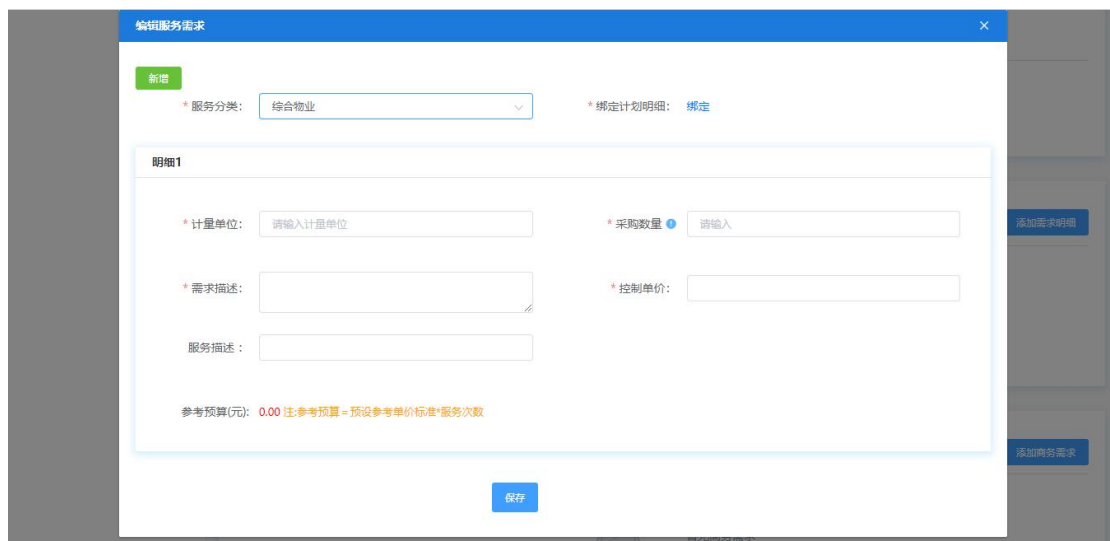 编辑服务需求
新增
* 服务分类： 综合物业 * 绑定计划明细： 绑定
明细1
* 计量单位： 请输入计量单位 * 采购数量 请输入
添加需求明细
* 需求描述： * 控制单价：
服务描述：
参考预算(元): 0.00 注:参考预算 = 预设参考单价标准*服务次数
添加商务需求
保存